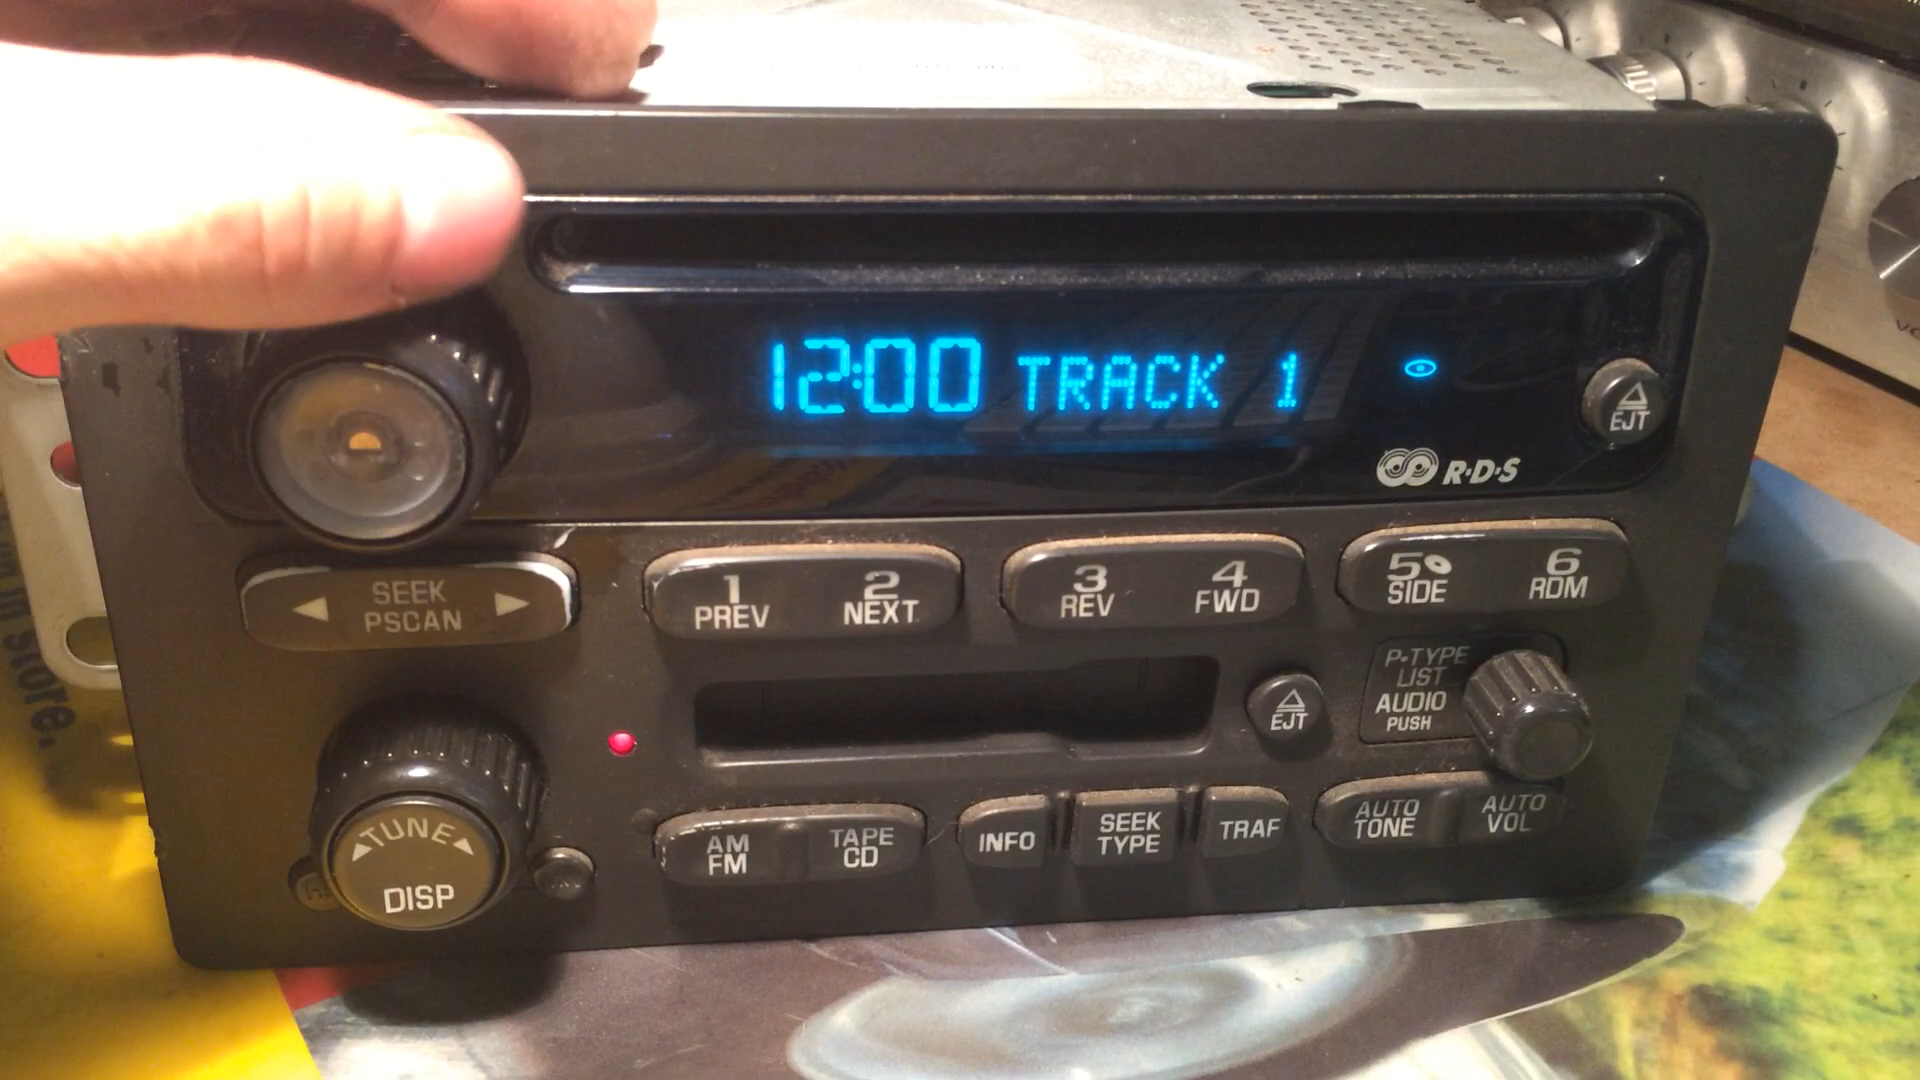 12:00 TRACK 1
EJT
R·D·S
SEEK
PSCAN
1
PREV
2
NEXT
3
REV
4
FWD
5
SIDE
6
RDM
P•TYPE
LIST
AUDIO
PUSH
EJT
TUNE
DISP
AM
FM
TAPE
CD
INFO
SEEK
TYPE
TRAF
AUTO
TONE
AUTO
VOL
store.